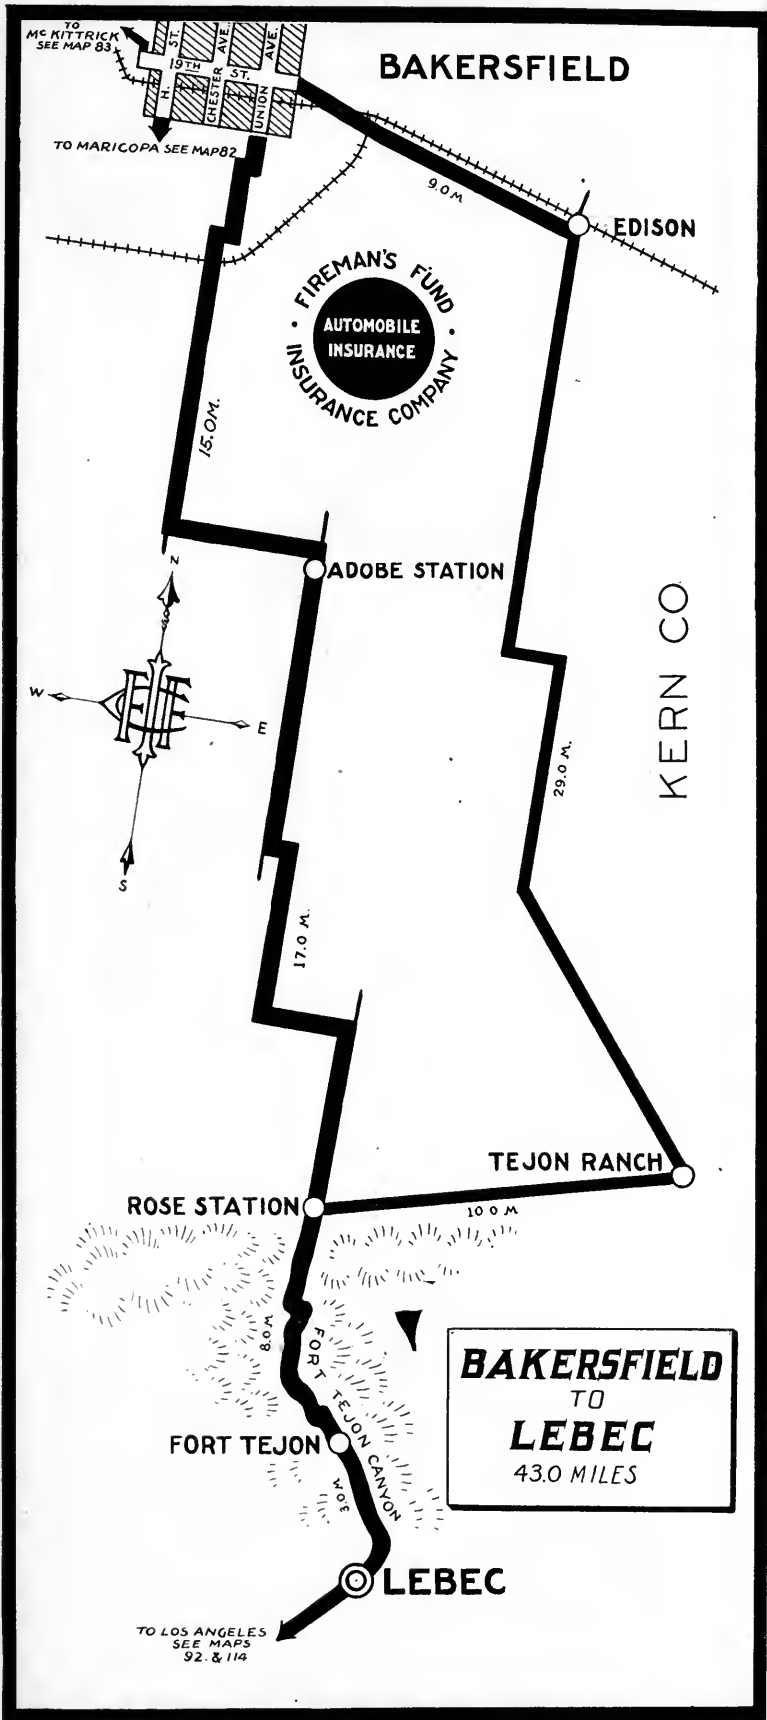 TO
McKITTRICK
SEE MAP 83
ST.
AVE.
AVE.
19TH ST.
H.
CHESTER
UNION
BAKERSFIELD
TO MARICOPA SEE MAP 82
9.0 M
EDISON
FIREMAN'S FUND
AUTOMOBILE
INSURANCE
INSURANCE COMPANY
15.0 M.
N
ADOBE STATION
KERN CO
W
E
S
29.0 M.
17.0 M.
TEJON RANCH
ROSE STATION
10 0 M
8.0 M
FORT TEJON CANYON
BAKERSFIELD
TO
LEBEC
43.0 MILES
FORT TEJON
3.0 M
LEBEC
TO LOS ANGELES
SEE MAPS
92. & 114